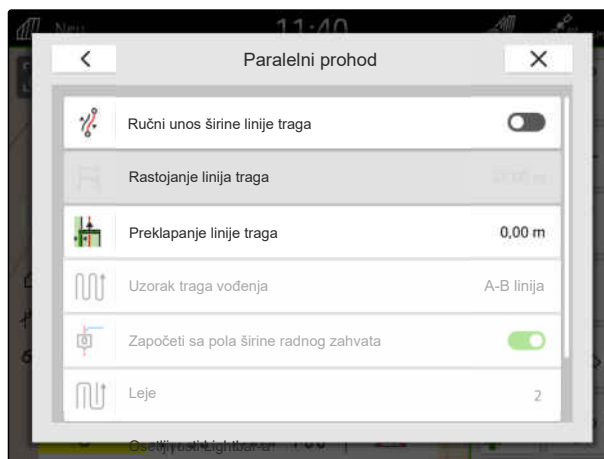 Neu 11:40
Paralelni prohod
Ručni unos širine linije traga
Rastojanje linija traga
Preklapanje linije traga 0,00 m
Uzorak traga vođenja A-B linija
Započeti sa pola širine radnog zahvata
Leje 2